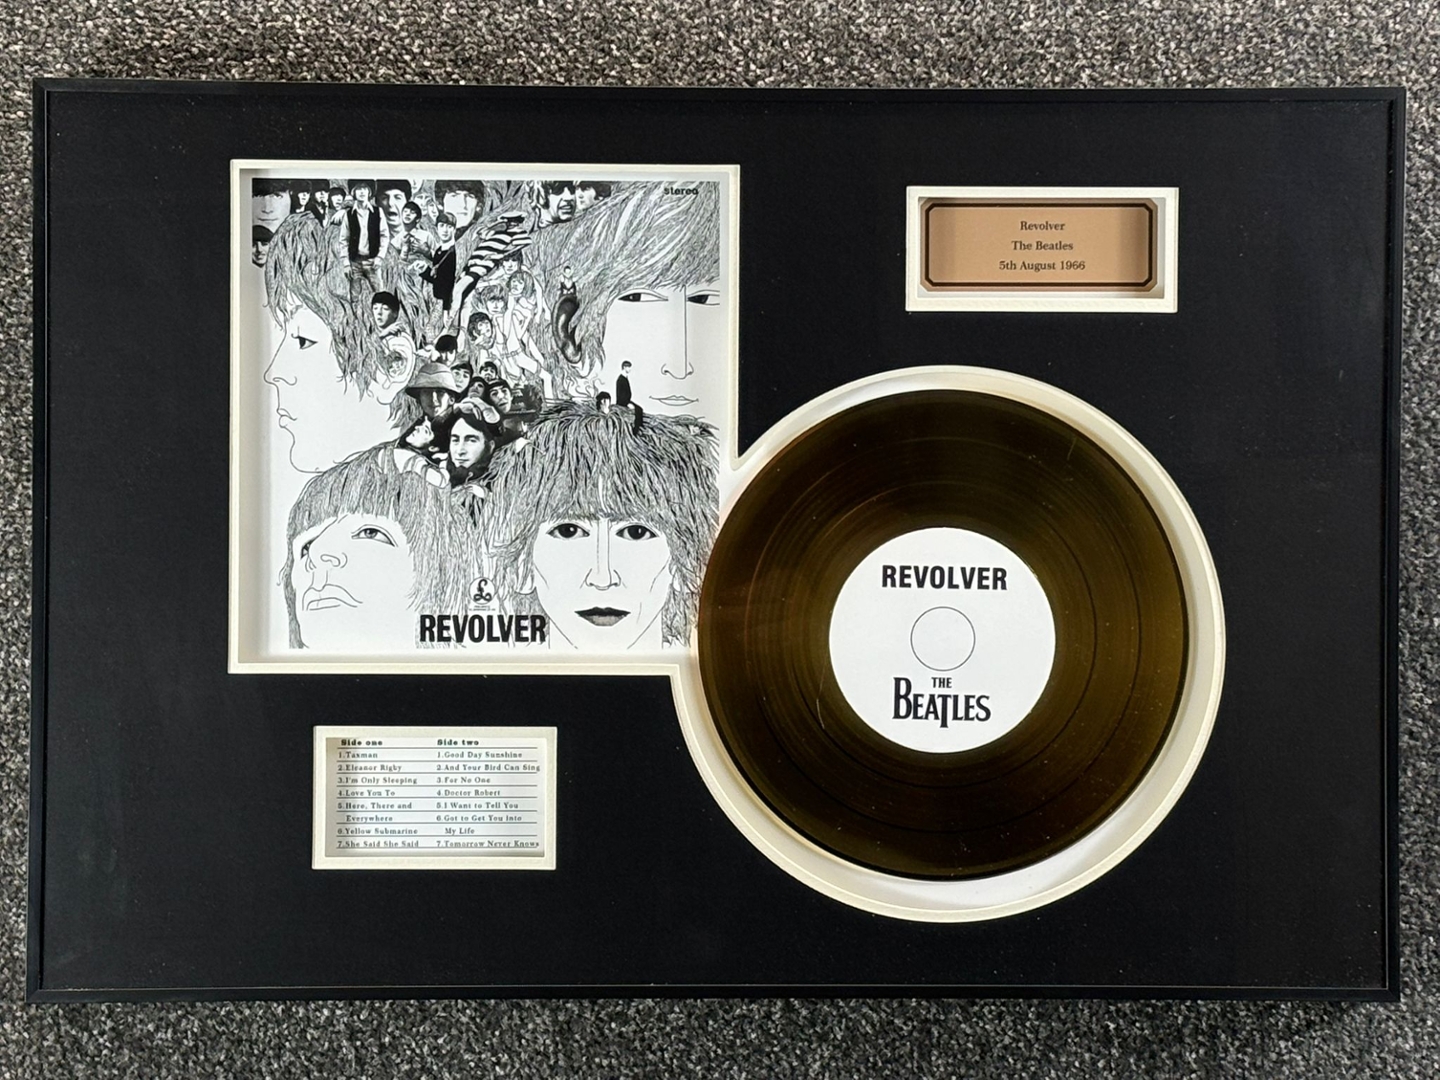 stereo
REVOLVER
Revolver
The Beatles
5th August 1966
REVOLVER
THE
BEATLES
Side one
1.Taxman
2.Eleanor Rigby
3.I'm Only Sleeping
4.Love You To
5.Here, There and
Everywhere
6.Yellow Submarine
7.She Said She Said
Side two
1.Good Day Sunshine
2.And Your Bird Can Sing
3.For No One
4.Doctor Robert
5.I Want to Tell You
6.Got to Get You into
My Life
7.Tomorrow Never Knows